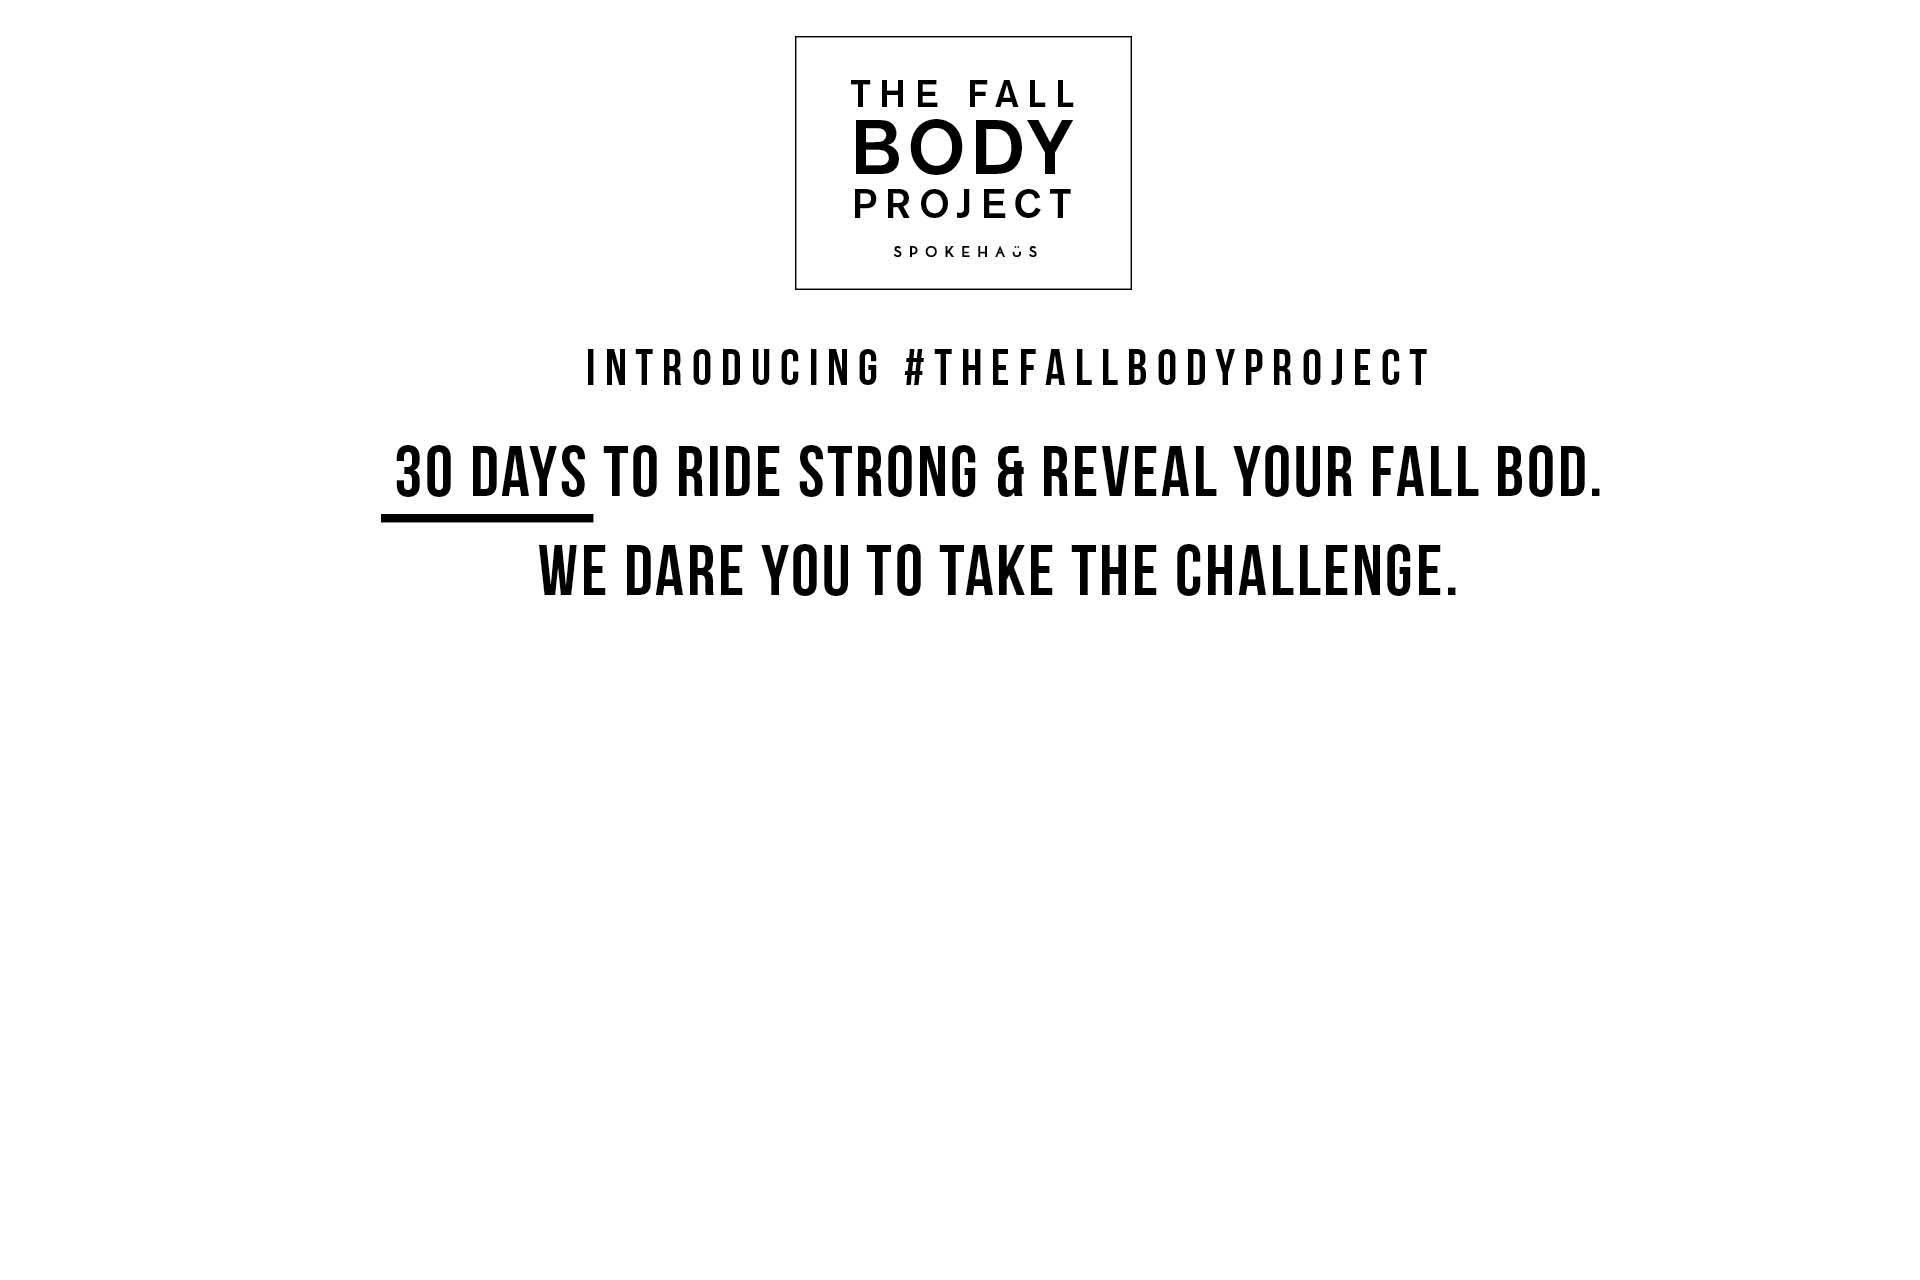 THE FALL
BODY
PROJECT
SPOKEHAÜS
INTRODUCING #THEFALLBODYPROJECT
30 DAYS TO RIDE STRONG & REVEAL YOUR FALL BOD.
WE DARE YOU TO TAKE THE CHALLENGE.